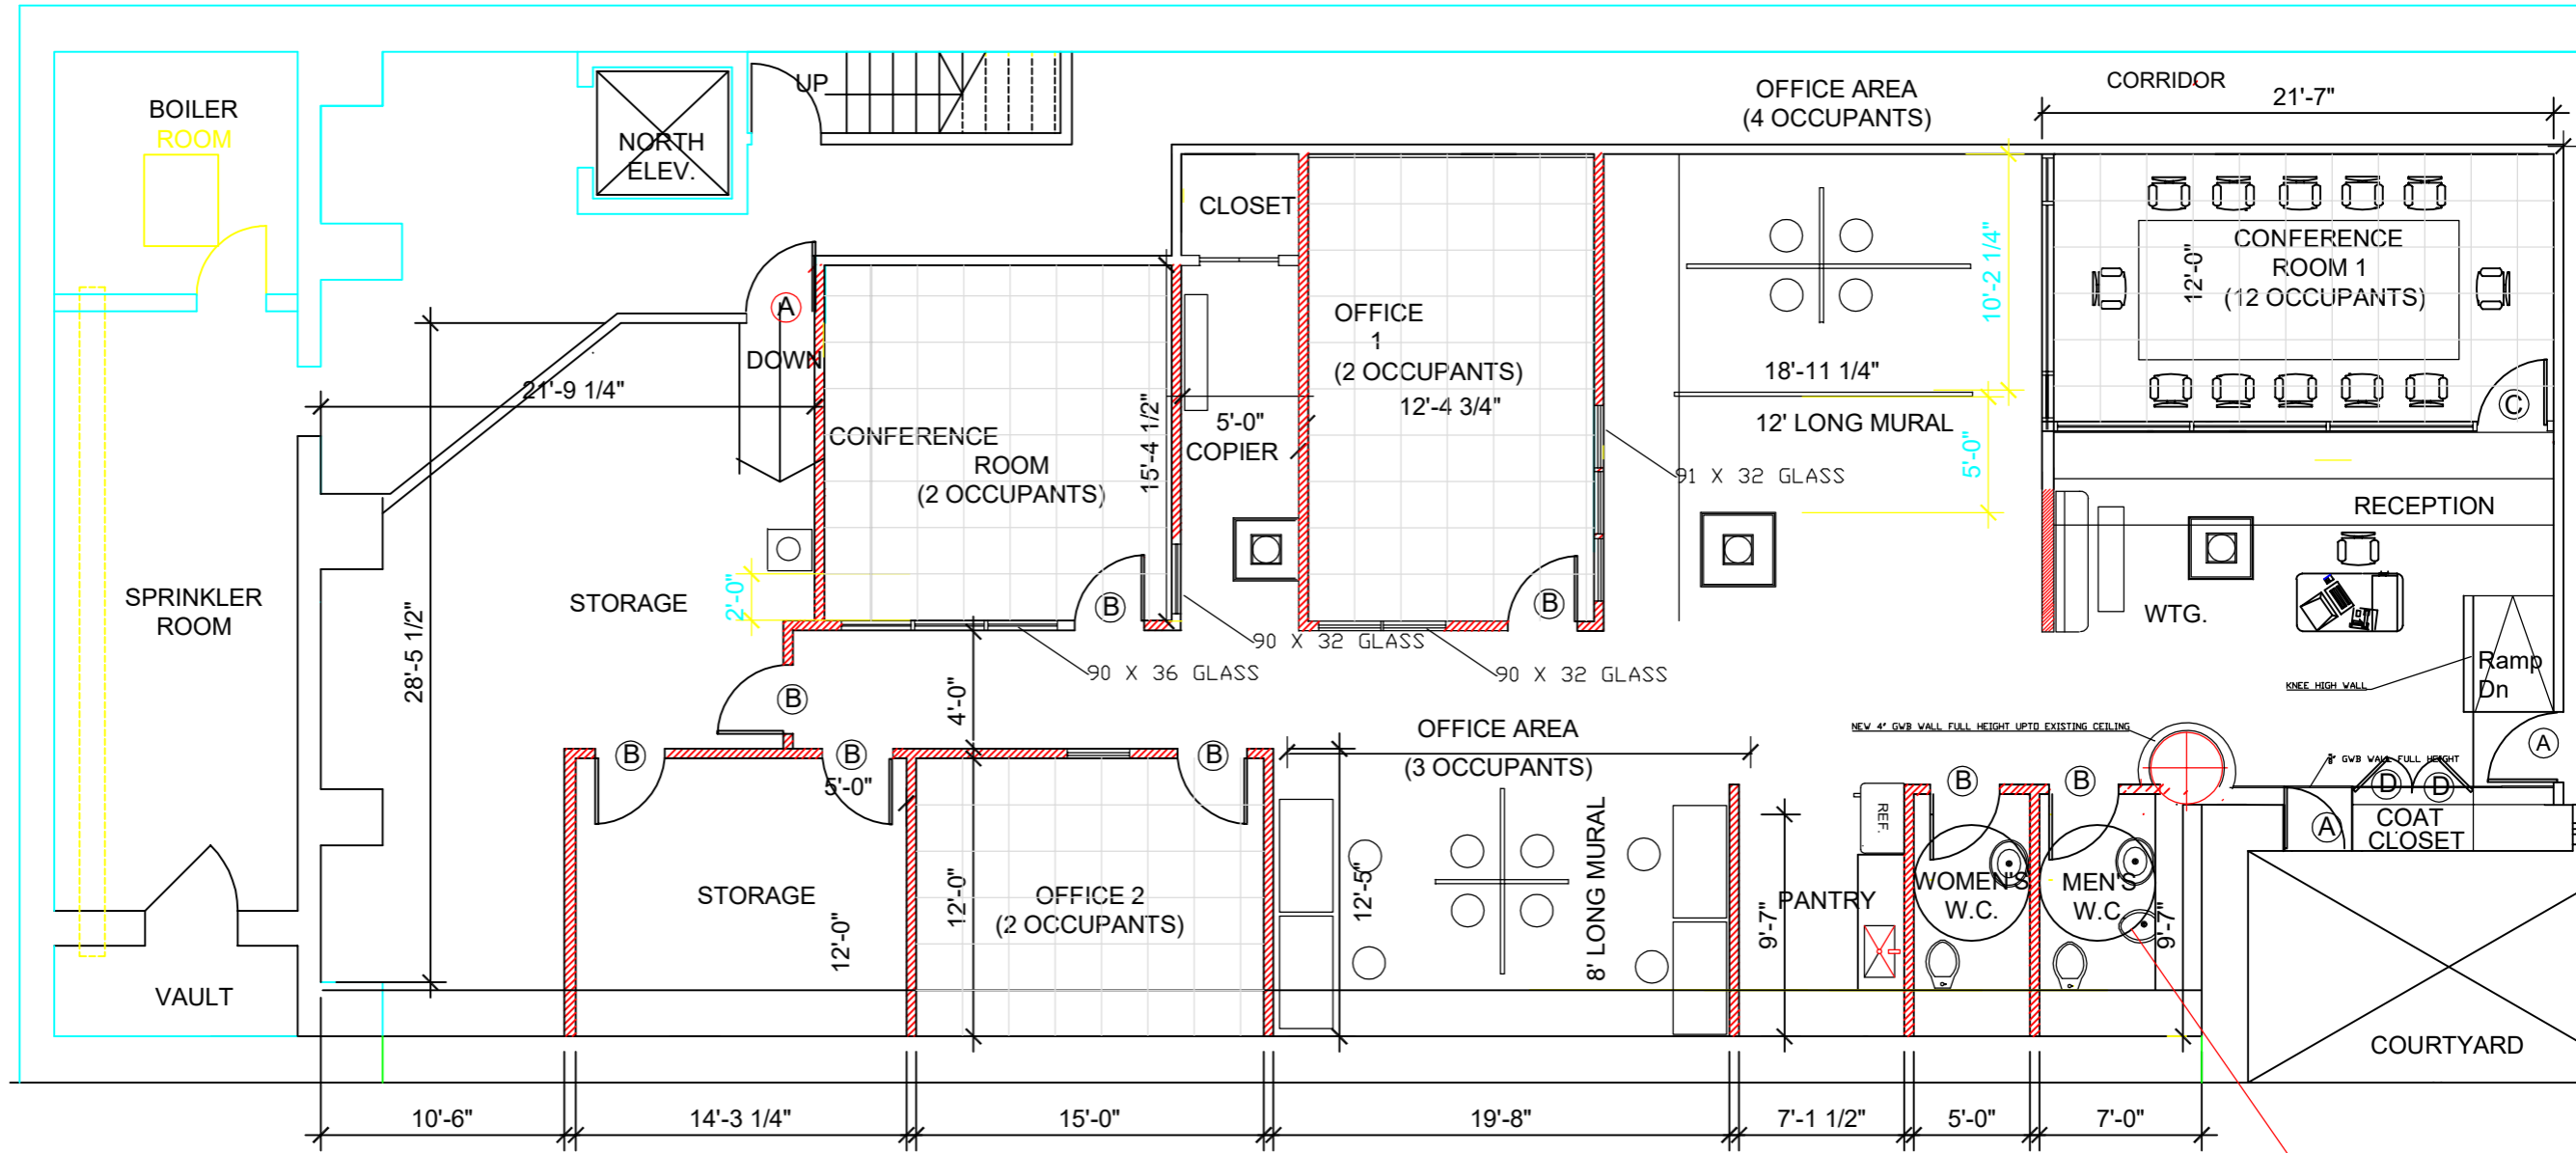 BOILER
ROOM
NORTH
ELEV.
UP
OFFICE AREA
(4 OCCUPANTS)
CORRIDOR
21'-7"
CLOSET
10'-2 1/4"
CONFERENCE
ROOM 1
(12 OCCUPANTS)
12'-0"
A
DOWN
OFFICE
1
(2 OCCUPANTS)
12'-4 3/4"
18'-11 1/4"
21'-9 1/4"
CONFERENCE
ROOM
(2 OCCUPANTS)
15'-4 1/2"
5'-0"
COPIER
12' LONG MURAL
C
5'-0"
91 X 32 GLASS
RECEPTION
SPRINKLER
ROOM
STORAGE
2'-0"
B
B
WTG.
28'-5 1/2"
90 X 32 GLASS
90 X 36 GLASS
90 X 32 GLASS
Ramp
Dn
KNEE HIGH WALL
B
4'-0"
OFFICE AREA
(3 OCCUPANTS)
NEW 4" GWB WALL FULL HEIGHT UPTO EXISTING CEILING
A
B
B
B
5'-0"
B
B
GWB WALL FULL HEIGHT
D
D
REF.
A
COAT
CLOSET
STORAGE
12'-0"
12'-0"
OFFICE 2
(2 OCCUPANTS)
12'-5"
8' LONG MURAL
9'-7"
PANTRY
WOMEN'S
W.C.
MEN'S
W.C.
9'-7"
VAULT
COURTYARD
10'-6"
14'-3 1/4"
15'-0"
19'-8"
7'-1 1/2"
5'-0"
7'-0"